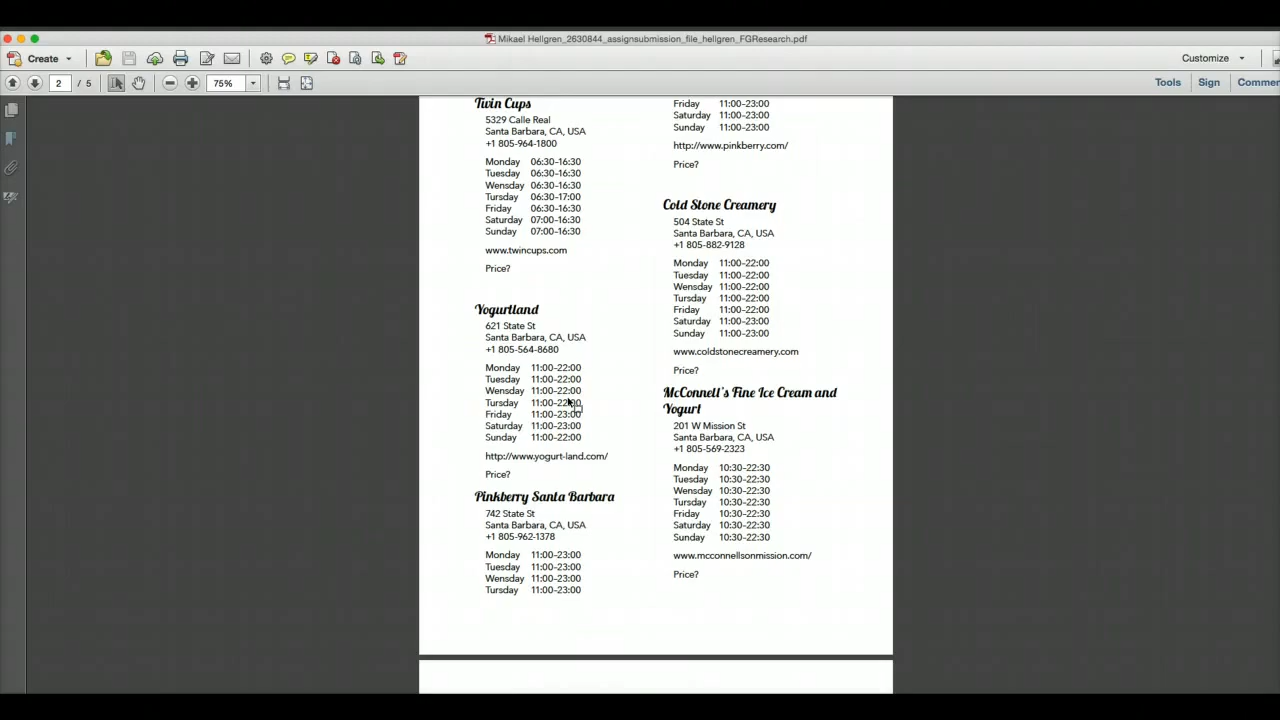 Mikael Hellgren_2630844_assignsubmission_file_hellgren_FGResearch.pdf
Create
Customize
2 / 5
75%
Tools
Sign
Twin Cups
5329 Calle Real
Santa Barbara, CA, USA
+1 805-964-1800
Monday 06:30-16:30
Tuesday 06:30-16:30
Wensday 06:30-16:30
Tursday 06:30-17:00
Friday 06:30-16:30
Saturday 07:00-16:30
Sunday 07:00-16:30
www.twincups.com
Price?
Yogurtland
621 State St
Santa Barbara, CA, USA
+1 805-564-8680
Monday 11:00-22:00
Tuesday 11:00-22:00
Wensday 11:00-22:00
Tursday 11:00-22:00
Friday 11:00-23:00
Saturday 11:00-23:00
Sunday 11:00-22:00
http://www.yogurt-land.com/
Price?
Pinkberry Santa Barbara
742 State St
Santa Barbara, CA, USA
+1 805-962-1378
Monday 11:00-23:00
Tuesday 11:00-23:00
Wensday 11:00-23:00
Tursday 11:00-23:00
Friday 11:00-23:00
Saturday 11:00-23:00
Sunday 11:00-23:00
http://www.pinkberry.com/
Price?
Cold Stone Creamery
504 State St
Santa Barbara, CA, USA
+1 805-882-9128
Monday 11:00-22:00
Tuesday 11:00-22:00
Wensday 11:00-22:00
Tursday 11:00-22:00
Friday 11:00-22:00
Saturday 11:00-23:00
Sunday 11:00-23:00
www.coldstonecreamery.com
Price?
McConnell's Fine Ice Cream and
Yogurt
201 W Mission St
Santa Barbara, CA, USA
+1 805-569-2323
Monday 10:30-22:30
Tuesday 10:30-22:30
Wensday 10:30-22:30
Tursday 10:30-22:30
Friday 10:30-22:30
Saturday 10:30-22:30
Sunday 10:30-22:30
www.mcconnellsonmission.com/
Price?